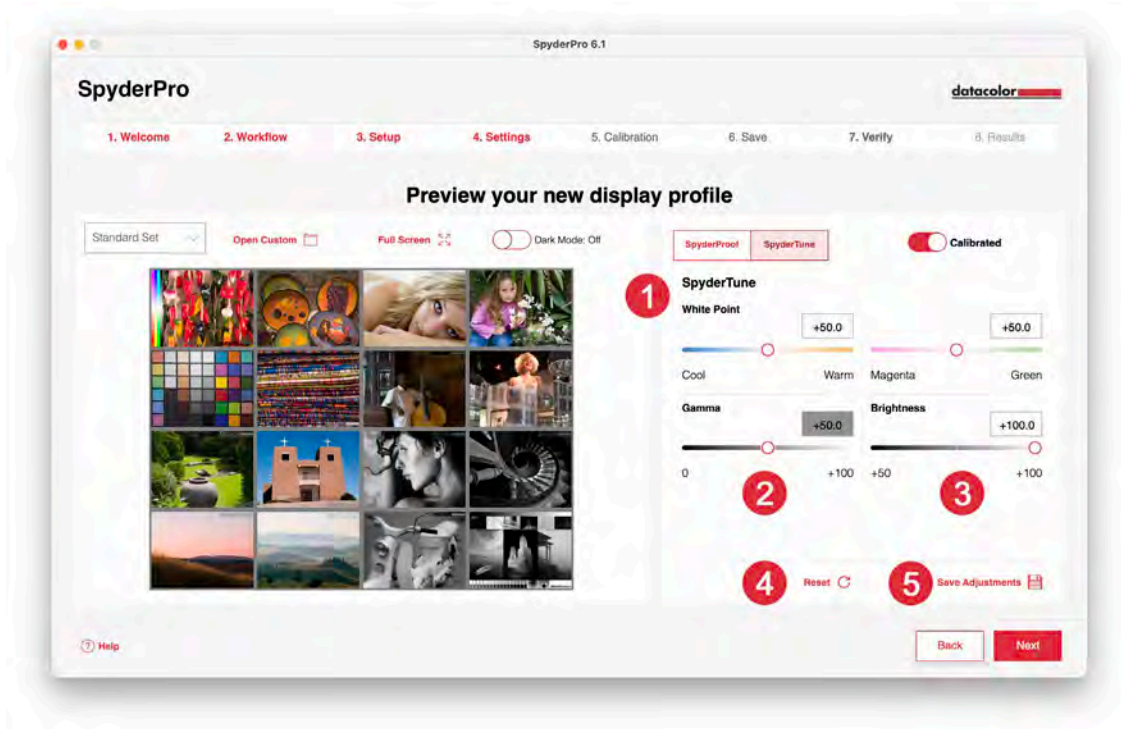 SpyderPro 6.1
SpyderPro
datacolor
1. Welcome 2. Workflow 3. Setup 4. Settings 5. Calibration 6. Save 7. Verify 8. Results
Preview your new display profile
Standard Set Open Custom Full Screen Dark Mode: Off
SpyderProof SpyderTune Calibrated
1
SpyderTune
White Point
+50.0 +50.0
Cool Warm Magenta Green
Gamma Brightness
+50.0 +100.0
0 +100 +50 +100
2 3
4 Reset 5 Save Adjustments
? Help Back Next